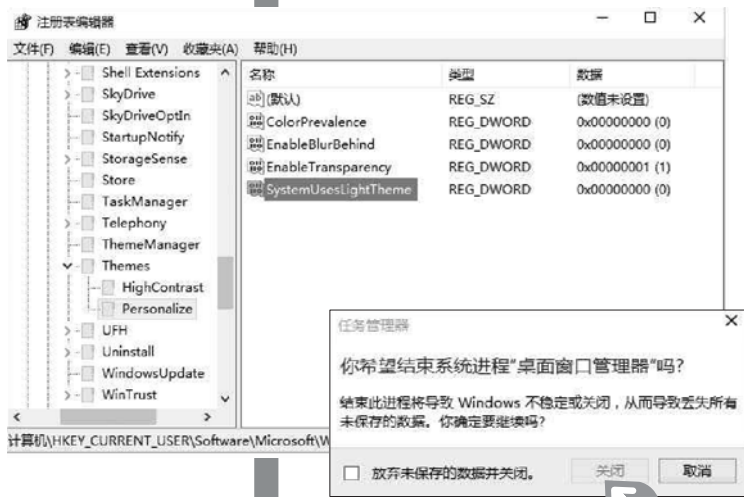 注册表编辑器
文件(F) 编辑(E) 查看(V) 收藏夹(A) 帮助(H)
Shell Extensions
SkyDrive
SkyDriveOptIn
StartupNotify
StorageSense
Store
TaskManager
Telephony
ThemeManager
Themes
HighContrast
Personalize
UFH
Uninstall
WindowsUpdate
WinTrust
名称 类型 数据
ab (默认) REG_SZ (数值未设置)
ColorPrevalence REG_DWORD 0x00000000 (0)
EnableBlurBehind REG_DWORD 0x00000000 (0)
EnableTransparency REG_DWORD 0x00000001 (1)
SystemUsesLightTheme REG_DWORD 0x00000000 (0)
计算机\HKEY_CURRENT_USER\Software\Microsoft\W
任务管理器
你希望结束系统进程"桌面窗口管理器"吗?
结束此进程将导致 Windows 不稳定或关闭，从而导致丢失所有
未保存的数据。你确定要继续吗?
放弃未保存的数据并关闭。
关闭 取消